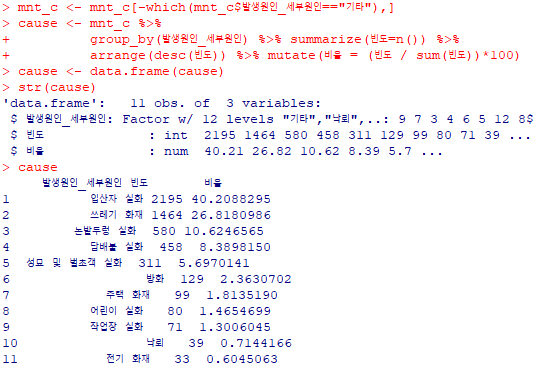 > mnt_c <- mnt_c[-which(mnt_c$발생원인_세부원인=="기타"),]
> cause <- mnt_c %>%
+ group_by(발생원인_세부원인) %>% summarize(빈도=n()) %>%
+ arrange(desc(빈도)) %>% mutate(비율 = (빈도 / sum(빈도))*100)
> cause <- data.frame(cause)
> str(cause)
'data.frame': 11 obs. of 3 variables:
$ 발생원인_세부원인: Factor w/ 12 levels "기타","낙뢰",..: 9 7 3 4 6 5 12 8$
$ 빈도 : int 2195 1464 580 458 311 129 99 80 71 39 ...
$ 비율 : num 40.21 26.82 10.62 8.39 5.7 ...
> cause
발생원인_세부원인 빈도 비율
1 입산자 실화 2195 40.2088295
2 쓰레기 화재 1464 26.8180986
3 논밭두렁 실화 580 10.6246565
4 담배불 실화 458 8.3898150
5 성묘 및 벌초객 실화 311 5.6970141
6 방화 129 2.3630702
7 주택 화재 99 1.8135190
8 어린이 실화 80 1.4654699
9 작업장 실화 71 1.3006045
10 낙뢰 39 0.7144166
11 전기 화재 33 0.6045063